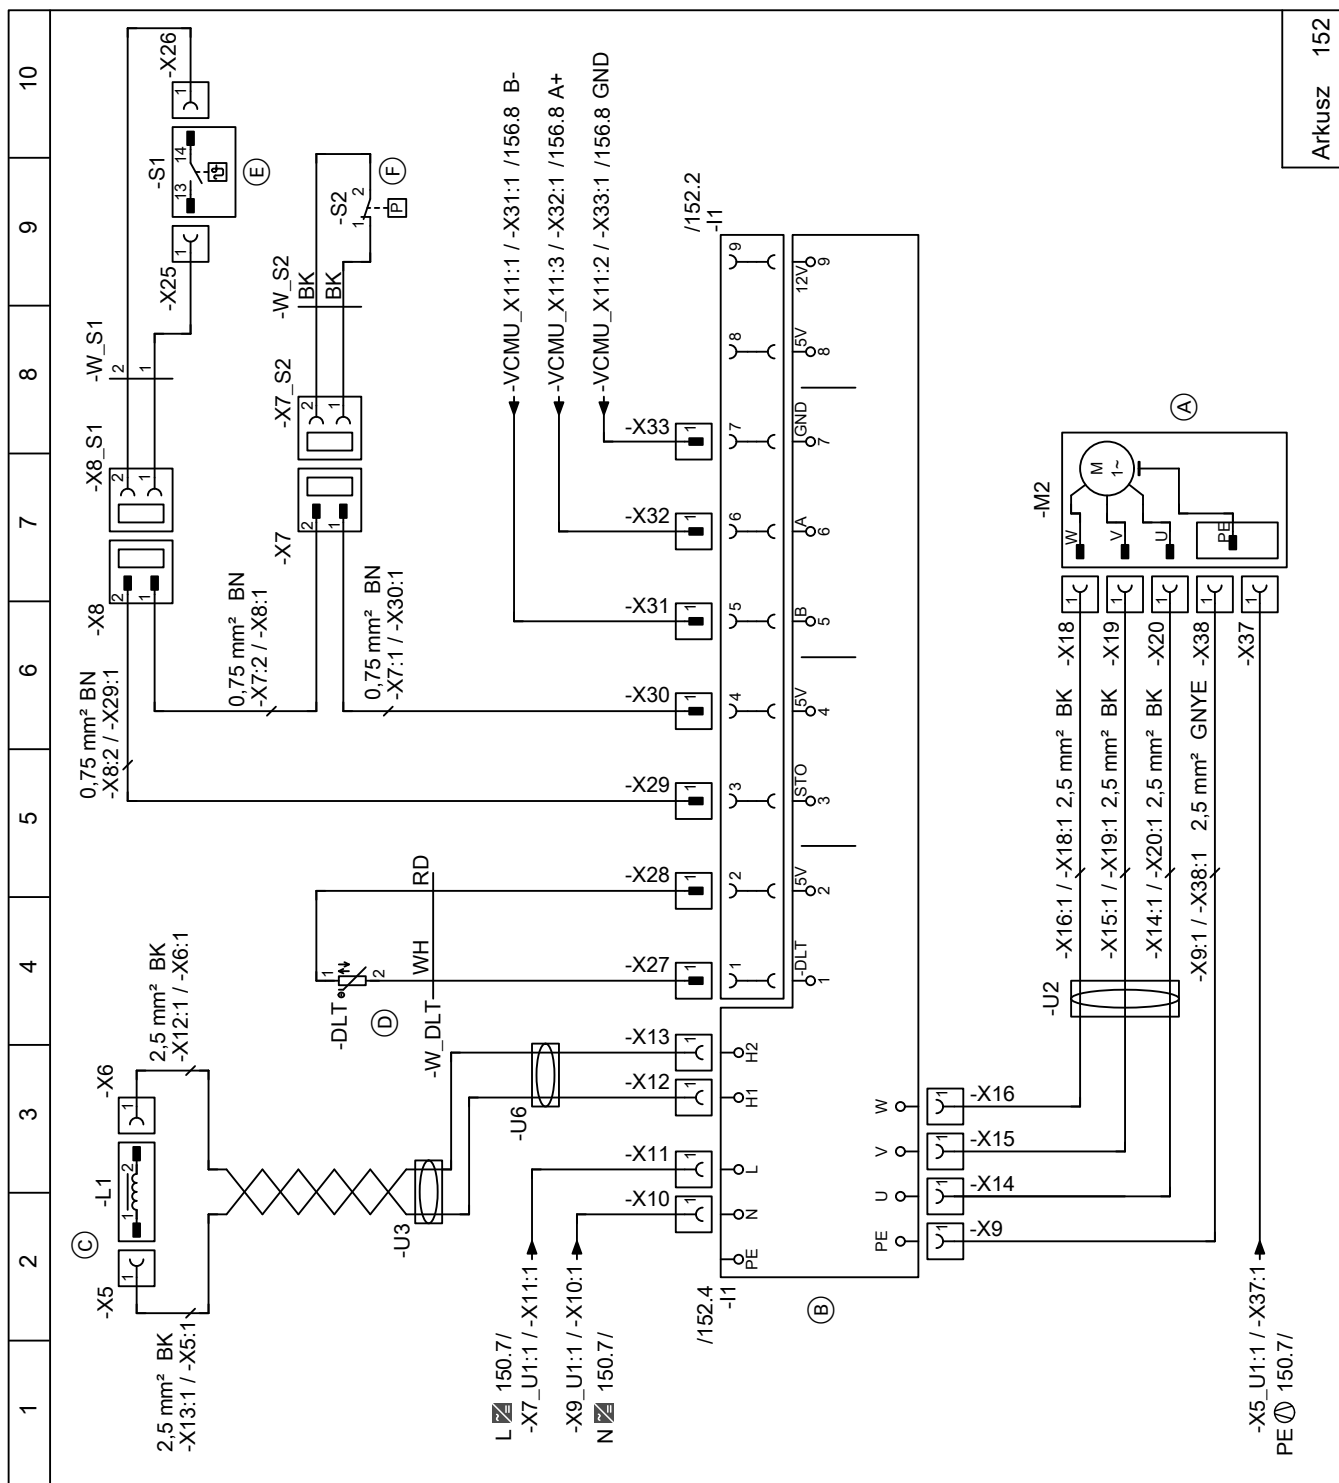 1
2
3
4
5
6
7
8
9
10
Arkusz 152
-X26
1
-S1
13
14
E
-X25
1
-W_S1
2
1
-X8_S1
2
1
-X8
2
1
0,75 mm² BN
-X8:2 / -X29:1
-S2
1
2
P
F
-W_S2
BK
BK
-X7_S2
2
1
-X7
2
1
0,75 mm² BN
-X7:2 / -X8:1
0,75 mm² BN
-X7:1 / -X30:1
-VCMU_X11:1 / -X31:1 /156.8 B-
-VCMU_X11:3 / -X32:1 /156.8 A+
-VCMU_X11:2 / -X33:1 /156.8 GND
/152.2
-I1
-X33
1
-X32
1
-X31
1
-X30
1
-X29
1
-X28
1
-X27
1
9
8
7
6
5
4
3
2
1
12V
9
5V
8
GND
7
A
6
B
5
5V
4
STO
3
5V
2
-DLT
1
-DLT
1
2
ϑ
D
WH
RD
-W_DLT
2,5 mm² BK
-X12:1 / -X6:1
-X6
1
-L1
1
2
C
-X5
1
2,5 mm² BK
-X13:1 / -X5:1
-U3
-U6
-X13
1
-X12
1
-X11
1
-X10
1
H2
H1
L
N
PE
/152.4
-I1
B
L 150.7/
-X7_U1:1 / -X11:1
-X9_U1:1 / -X10:1
N 150.7/
W
V
U
PE
1
-X16
1
-X15
1
-X14
1
-X9
-U2
-X16:1 / -X18:1 2,5 mm² BK
-X15:1 / -X19:1 2,5 mm² BK
-X14:1 / -X20:1 2,5 mm² BK
-X9:1 / -X38:1 2,5 mm² GNYE
-X18
1
-X19
1
-X20
1
-X38
1
-X37
1
-M2
M
1~
W
V
U
PE
A
-X5_U1:1 / -X37:1
PE 150.7/